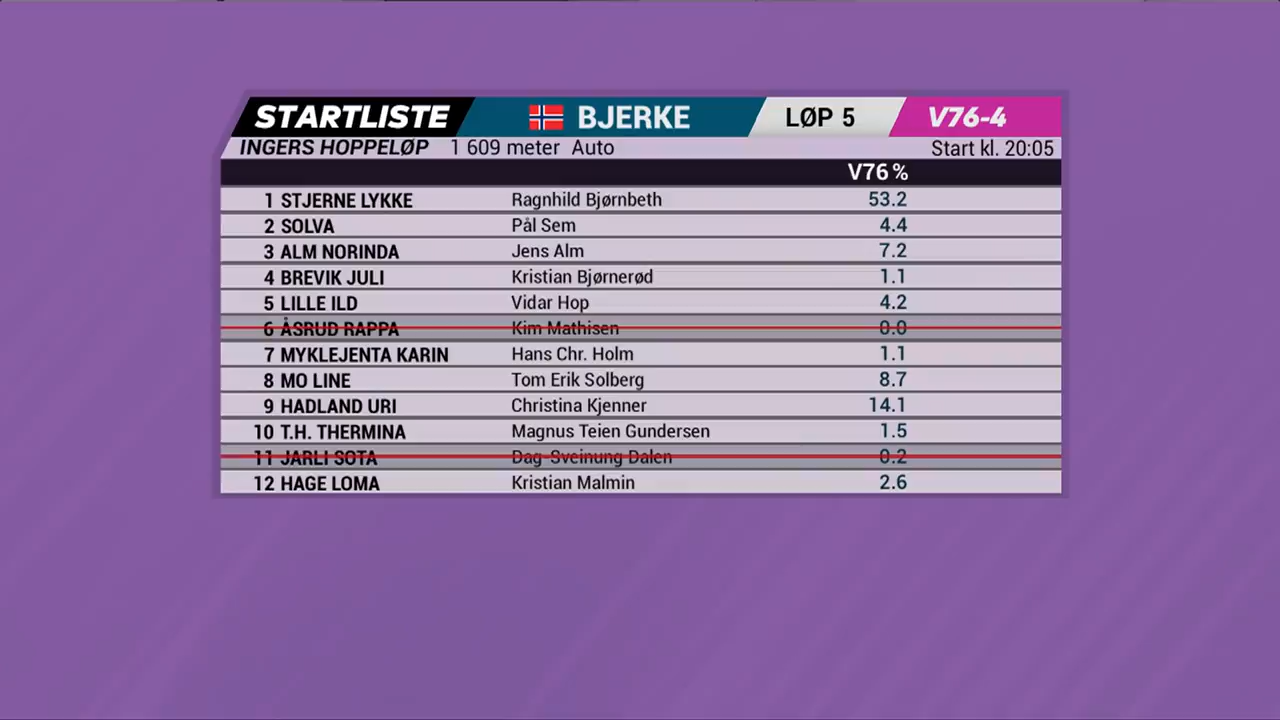 STARTLISTE BJERKE LØP 5 V76-4
INGERS HOPPELØP 1 609 meter Auto Start kl. 20:05
V76 %
1 STJERNE LYKKE Ragnhild Bjørnbeth 53.2
2 SOLVA Pål Sem 4.4
3 ALM NORINDA Jens Alm 7.2
4 BREVIK JULI Kristian Bjørnerød 1.1
5 LILLE ILD Vidar Hop 4.2
6 ÅSRUD RAPPA Kim Mathisen 0.0
7 MYKLEJENTA KARIN Hans Chr. Holm 1.1
8 MO LINE Tom Erik Solberg 8.7
9 HADLAND URI Christina Kjenner 14.1
10 T.H. THERMINA Magnus Teien Gundersen 1.5
11 JARLI SOTA Dag-Sveinung Dalen 0.2
12 HAGE LOMA Kristian Malmin 2.6